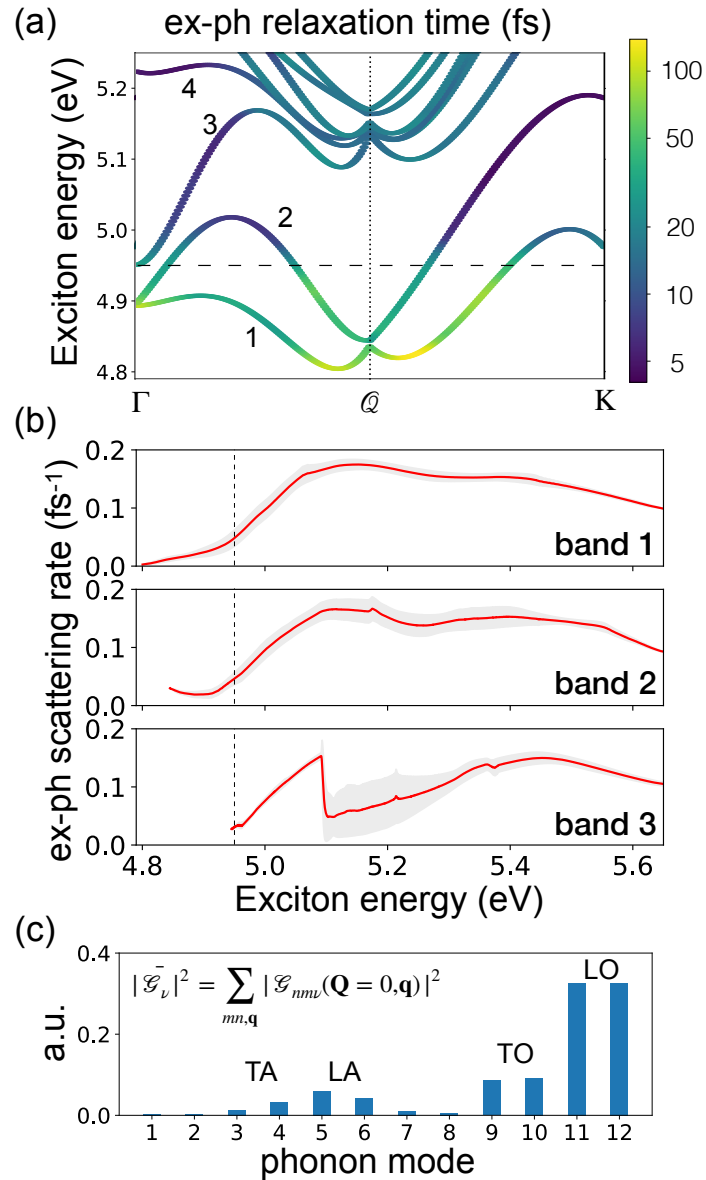 (a) ex-ph relaxation time (fs)
Exciton energy (eV)
5.2
5.1
5.0
4.9
4.8
4
3
2
1
Γ 𝒬 K
100
50
20
10
5
(b)
ex-ph scattering rate (fs⁻¹)
0.2
0.1
0.0
band 1
0.2
0.1
0.0
band 2
0.2
0.1
0.0
band 3
4.8 5.0 5.2 5.4 5.6
Exciton energy (eV)
(c)
a.u.
0.4
0.2
0.0
|𝒢̄_ν|² = ∑_{mn,𝐪} |𝒢_{nmν}(𝐐 = 0,𝐪)|²
TA LA TO LO
1 2 3 4 5 6 7 8 9 10 11 12
phonon mode